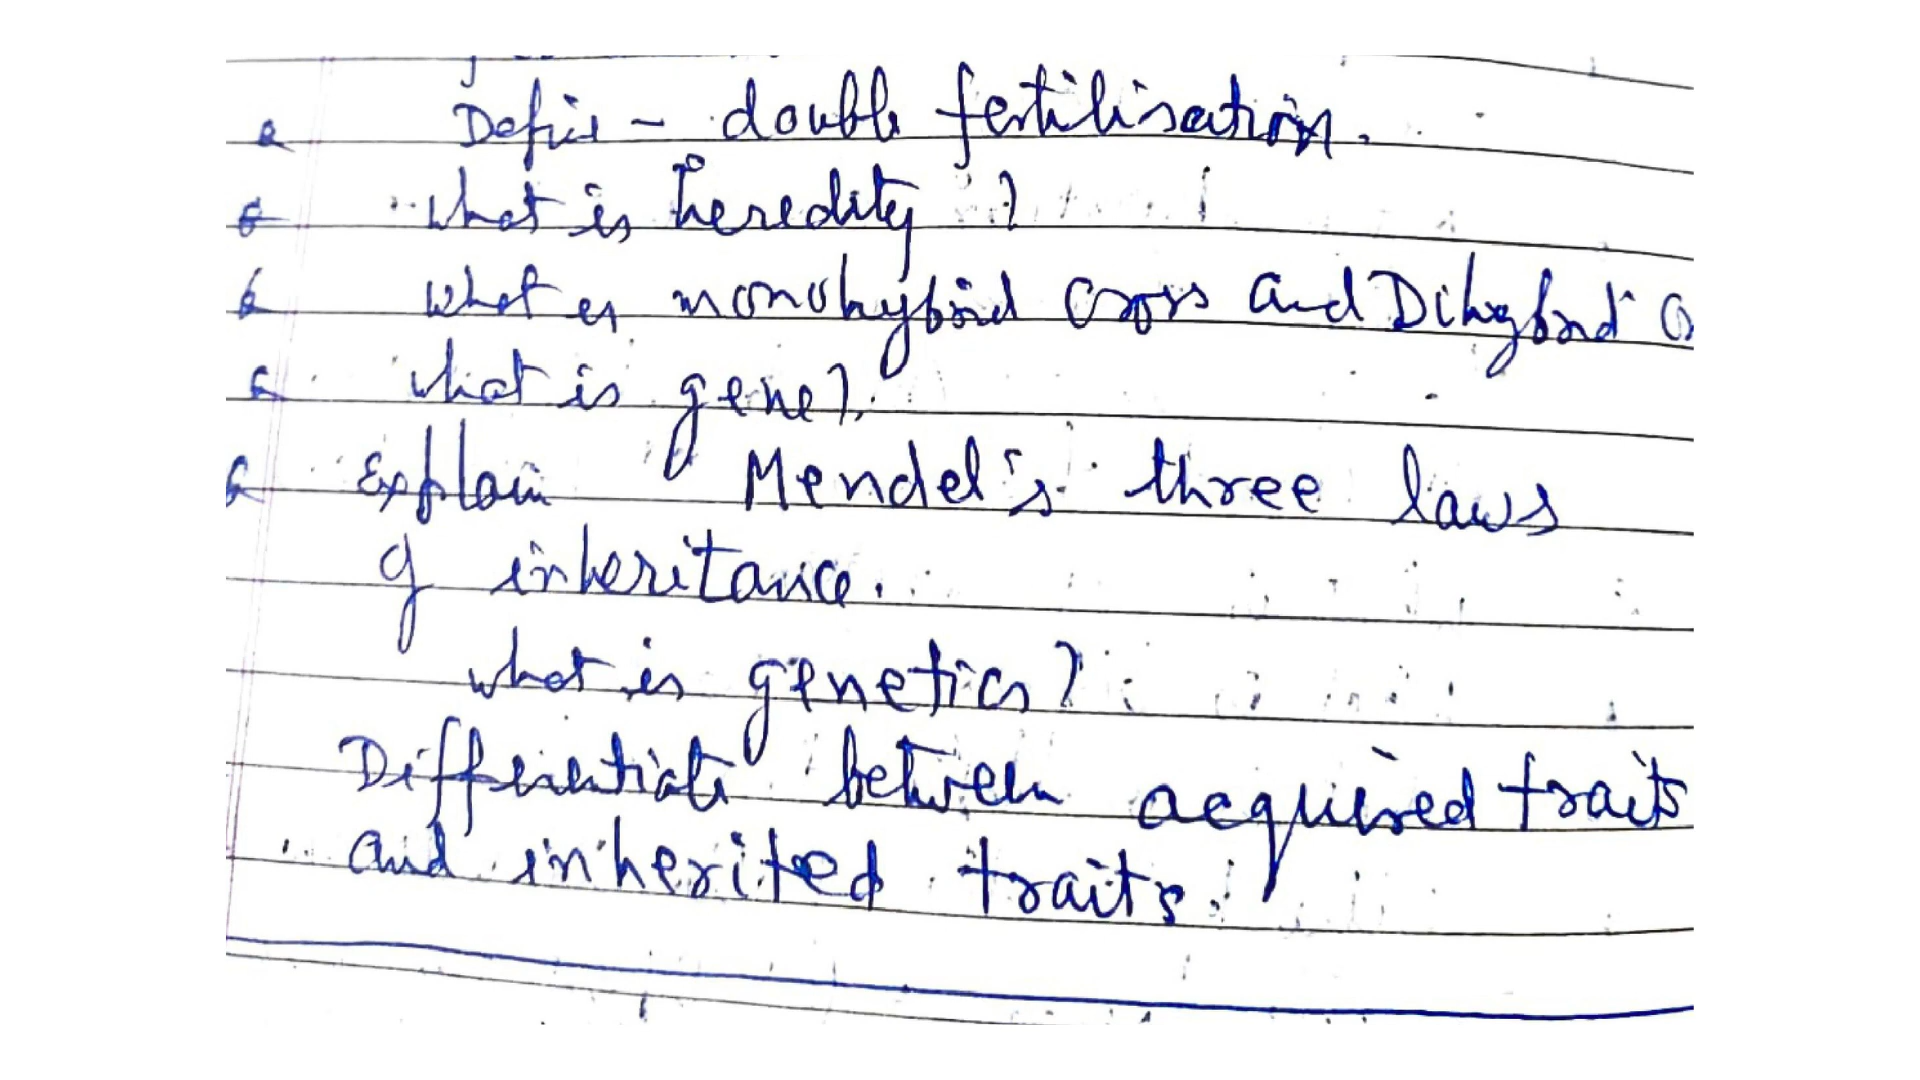 Define - double fertilisation.
what is heredity ?
what is monohybrid cross and Dihybrid
what is gene?
Explain Mendel's three laws
of inheritance.
what is genetics?
Differentiate between acquired traits
and inherited traits.